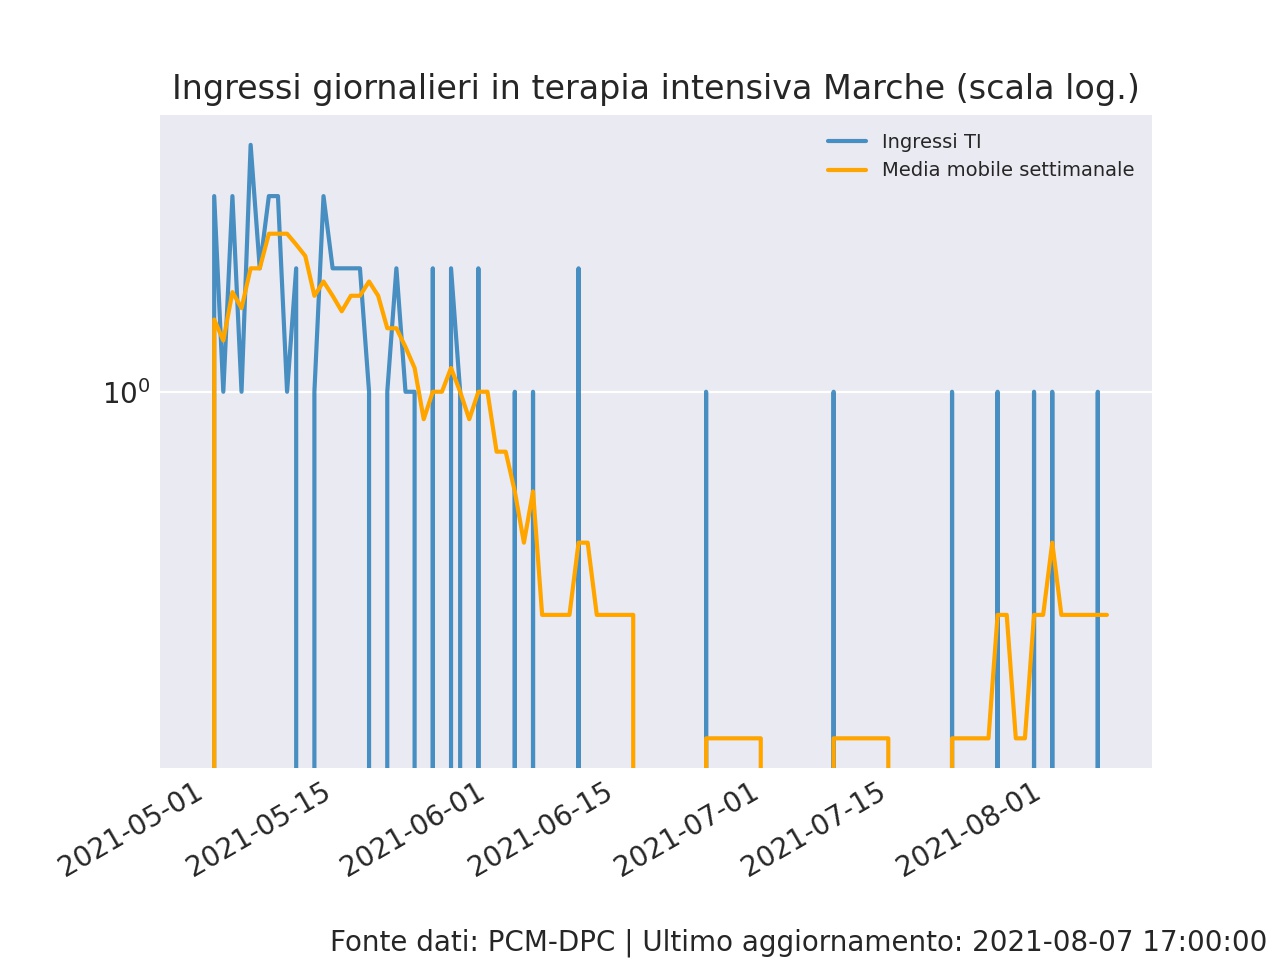 Ingressi giornalieri in terapia intensiva Marche (scala log.)
Ingressi TI
Media mobile settimanale
10⁰
2021-05-01
2021-05-15
2021-06-01
2021-06-15
2021-07-01
2021-07-15
2021-08-01
Fonte dati: PCM-DPC | Ultimo aggiornamento: 2021-08-07 17:00:00